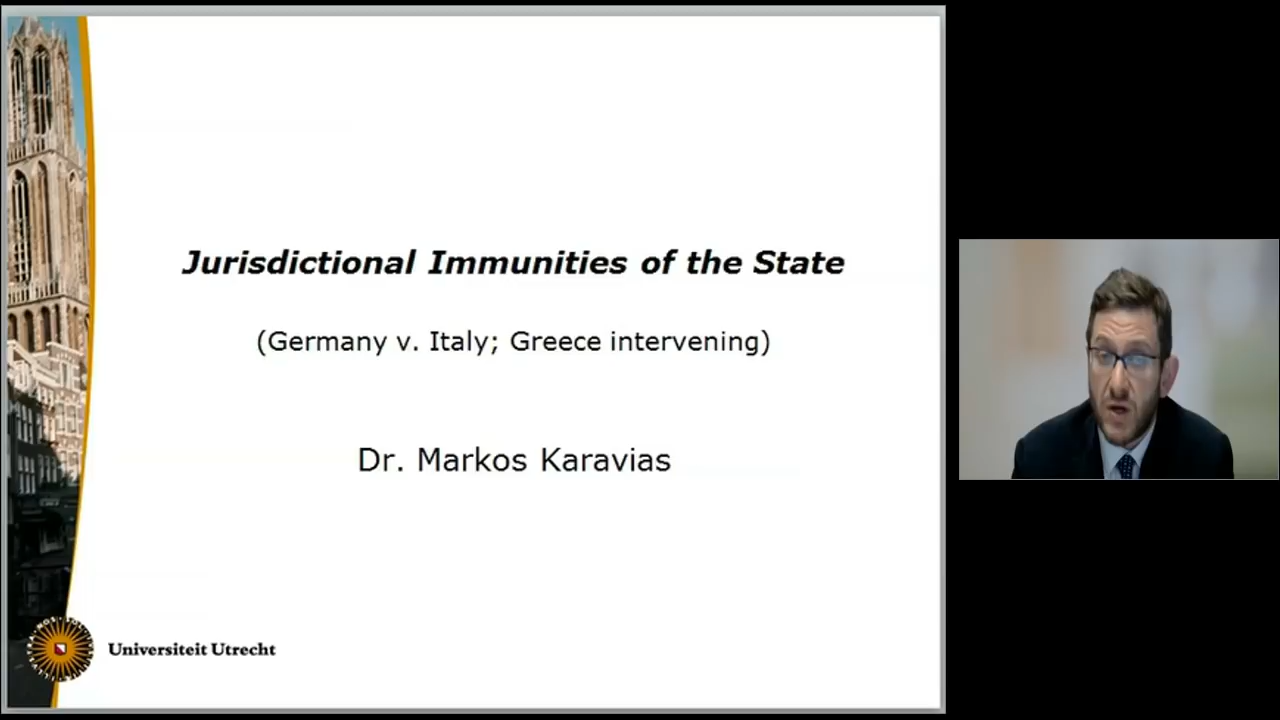 Jurisdictional Immunities of the State
(Germany v. Italy; Greece intervening)
Dr. Markos Karavias
Universiteit Utrecht